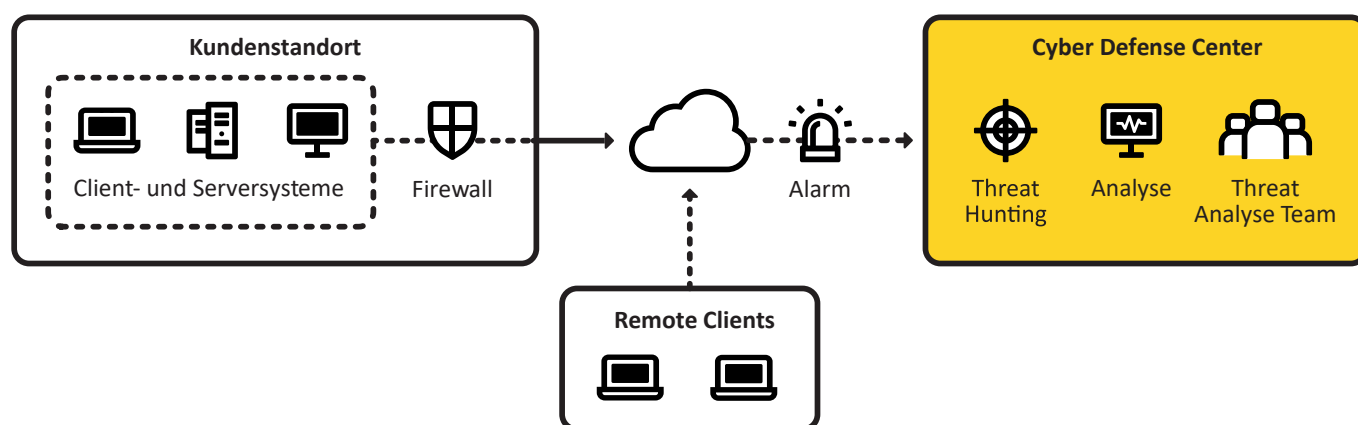 Kundenstandort
Client- und Serversysteme
Firewall
Alarm
Cyber Defense Center
Threat
Hunting
Analyse
Threat
Analyse Team
Remote Clients